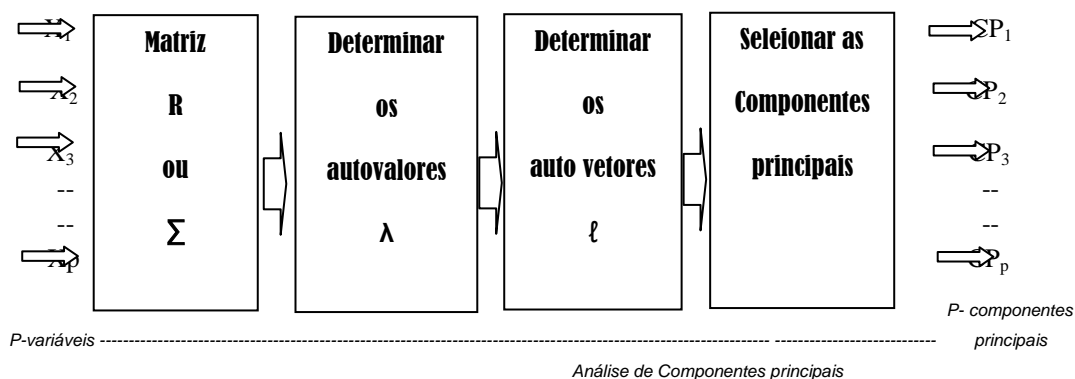 X₁
X₂
X₃
--
--
Xp
Matriz
R
ou
Σ
Determinar
os
autovalores
λ
Determinar
os
auto vetores
ℓ
Seleionar as
Componentes
principais
CP₁
CP₂
CP₃
--
--
CPₚ
P- componentes
principais
P-variáveis ---------------------------------------------------------------------------------------------------------------- ----------------------------
Análise de Componentes principais